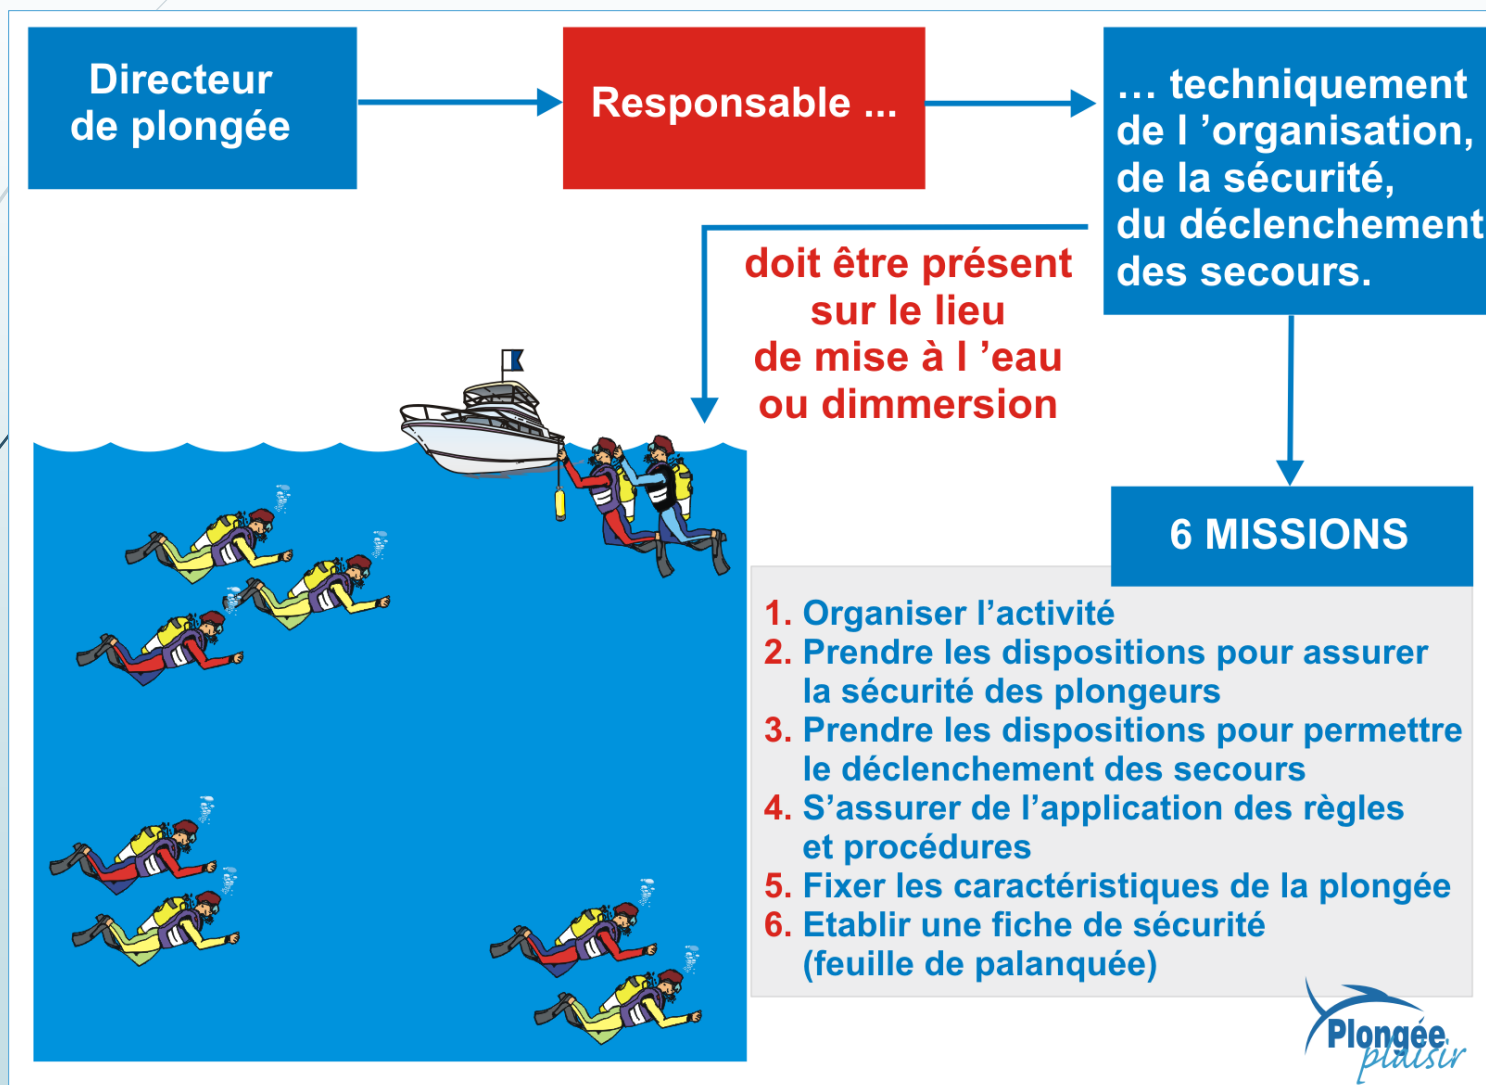 Directeur
de plongée
Responsable ...
... techniquement
de l ’organisation,
de la sécurité,
du déclenchement
des secours.
doit être présent
sur le lieu
de mise à l ’eau
ou dimmersion
6 MISSIONS
1. Organiser l’activité
2. Prendre les dispositions pour assurer
la sécurité des plongeurs
3. Prendre les dispositions pour permettre
le déclenchement des secours
4. S’assurer de l’application des règles
et procédures
5. Fixer les caractéristiques de la plongée
6. Etablir une fiche de sécurité
(feuille de palanquée)
Plongée
plaisir